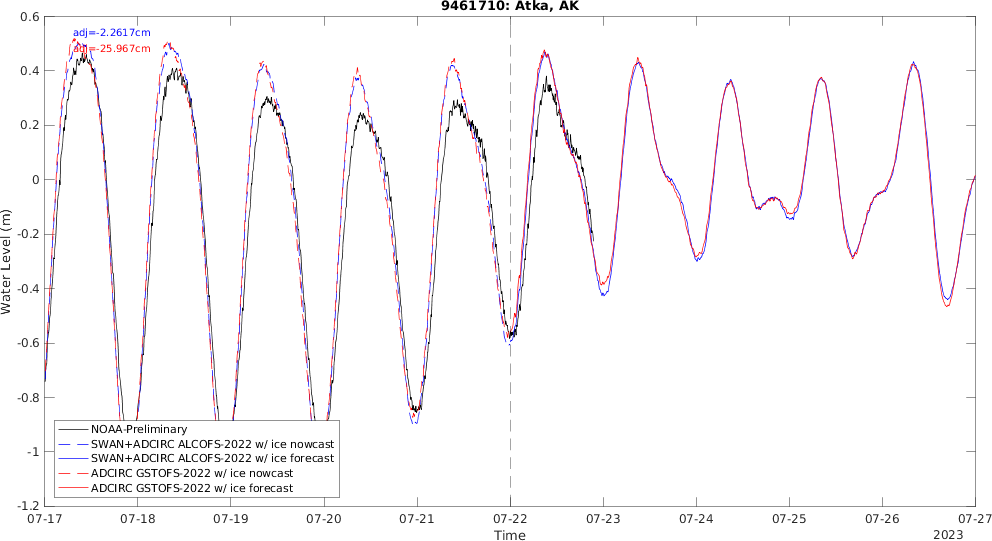 9461710: Atka, AK
adj=-2.2617cm
adj=-25.967cm
Water Level (m)
0.6
0.4
0.2
0
-0.2
-0.4
-0.6
-0.8
-1
-1.2
NOAA-Preliminary
SWAN+ADCIRC ALCOFS-2022 w/ ice nowcast
SWAN+ADCIRC ALCOFS-2022 w/ ice forecast
ADCIRC GSTOFS-2022 w/ ice nowcast
ADCIRC GSTOFS-2022 w/ ice forecast
07-17 07-18 07-19 07-20 07-21 07-22 07-23 07-24 07-25 07-26 07-27
Time
2023